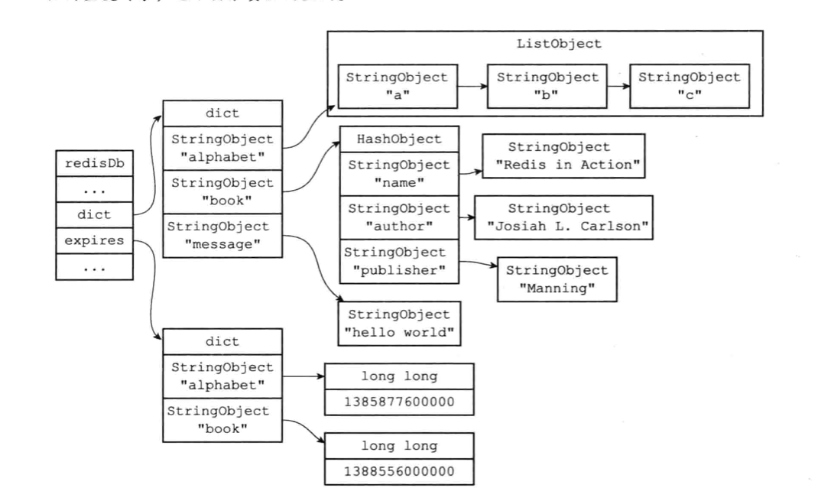 ListObject
StringObject
"a"
StringObject
"b"
StringObject
"c"
dict
StringObject
"alphabet"
StringObject
"book"
StringObject
"message"
HashObject
StringObject
"name"
StringObject
"author"
StringObject
"publisher"
StringObject
"Redis in Action"
StringObject
"Josiah L. Carlson"
StringObject
"Manning"
redisDb
...
dict
expires
...
StringObject
"hello world"
dict
StringObject
"alphabet"
StringObject
"book"
long long
1385877600000
long long
1388556000000